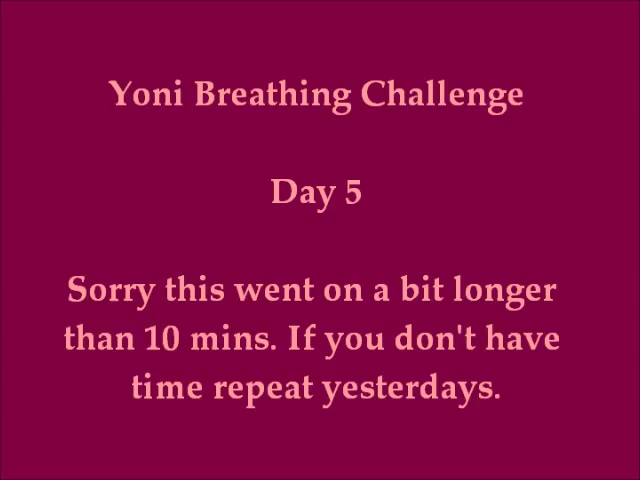 Yoni Breathing Challenge
Day 5
Sorry this went on a bit longer
than 10 mins. If you don't have
time repeat yesterdays.